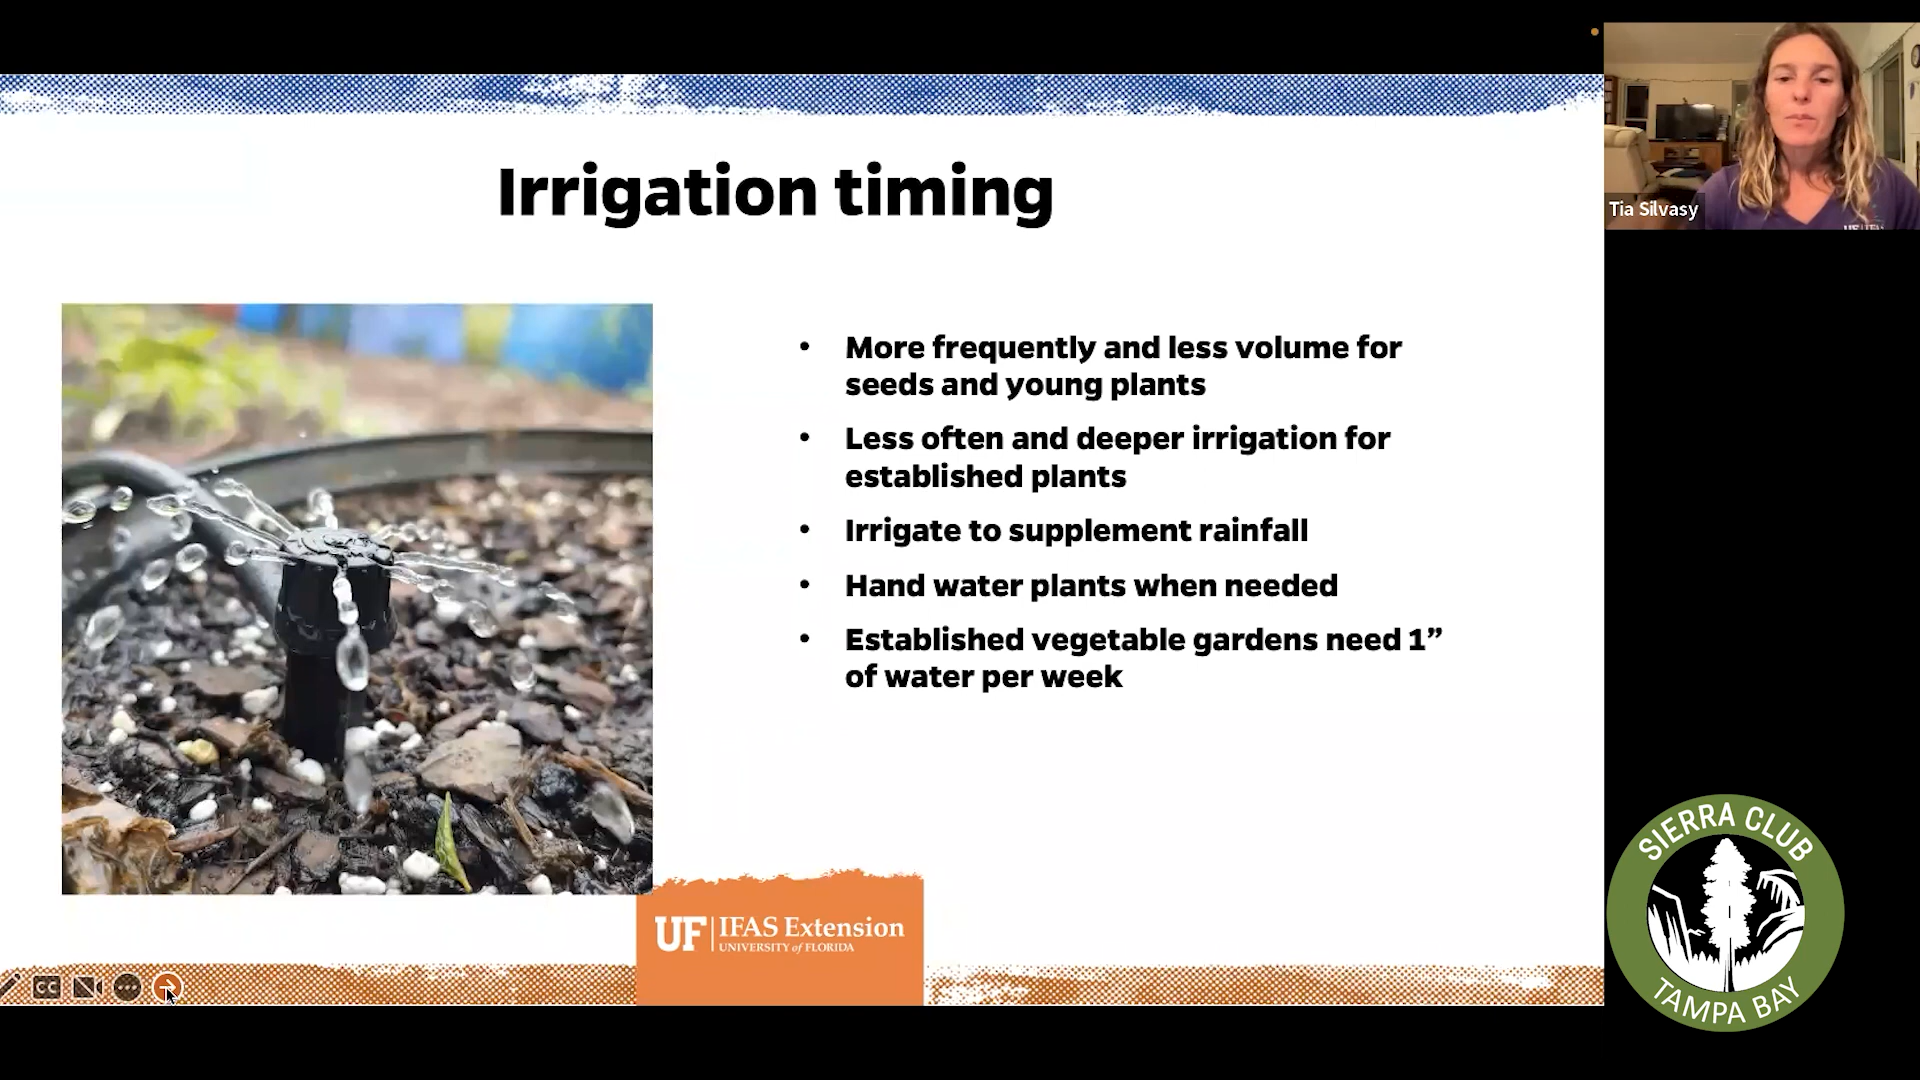 Irrigation timing
• More frequently and less volume for
seeds and young plants
• Less often and deeper irrigation for
established plants
• Irrigate to supplement rainfall
• Hand water plants when needed
• Established vegetable gardens need 1”
of water per week
UF | IFAS Extension
UNIVERSITY of FLORIDA
CC
Tia Silvasy
SIERRA CLUB
TAMPA BAY